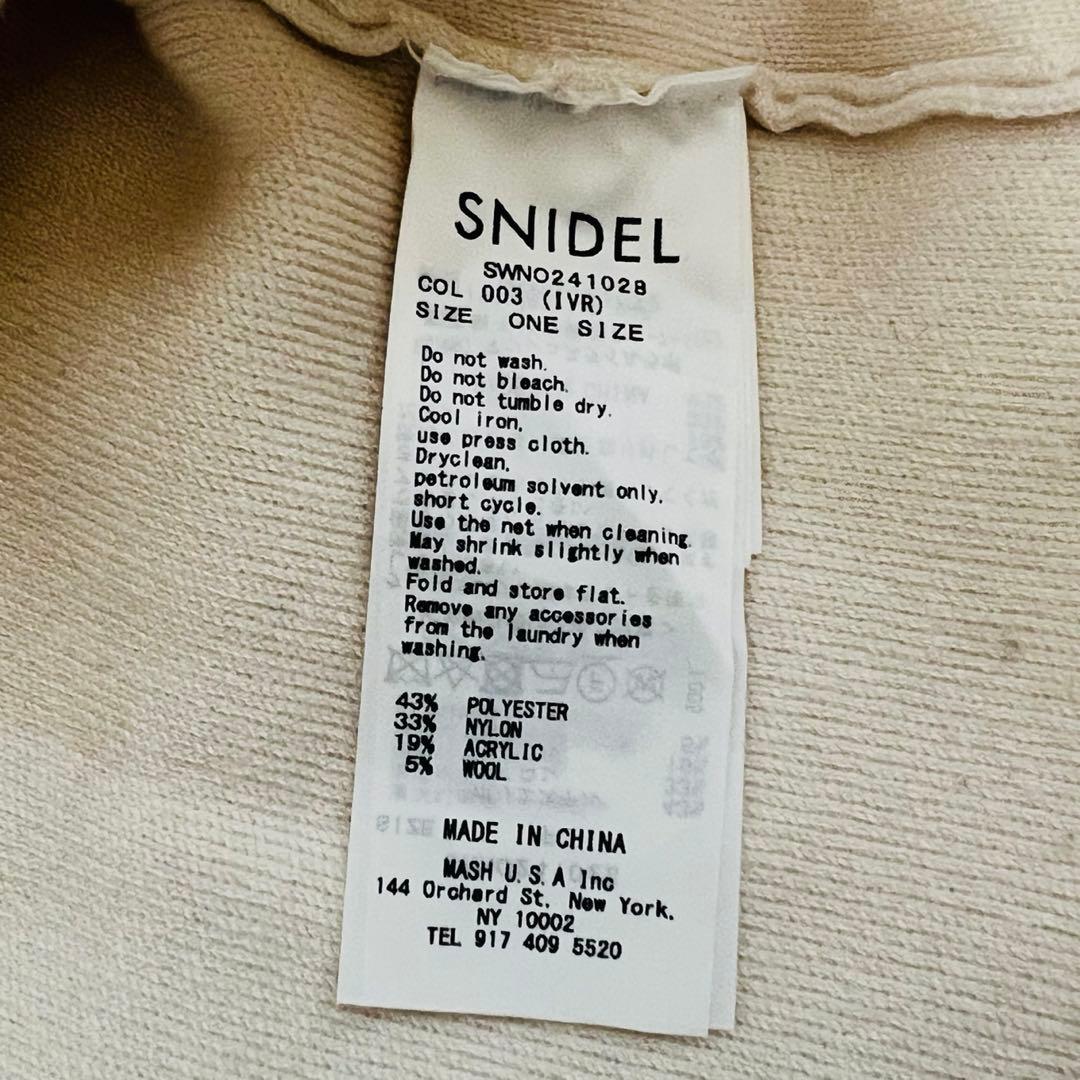 SNIDEL
SWNO241028
COL 003 (IVR)
SIZE ONE SIZE
Do not wash.
Do not bleach.
Do not tumble dry.
Cool iron.
use press cloth.
Dryclean.
petroleum solvent only.
short cycle.
Use the net when cleaning.
May shrink slightly when
washed.
Fold and store flat.
Remove any accessories
from the laundry when
washing.
43% POLYESTER
33% NYLON
19% ACRYLIC
5% WOOL
MADE IN CHINA
MASH U.S.A Inc
144 Orchard St. New York.
NY 10002
TEL 917 409 5520